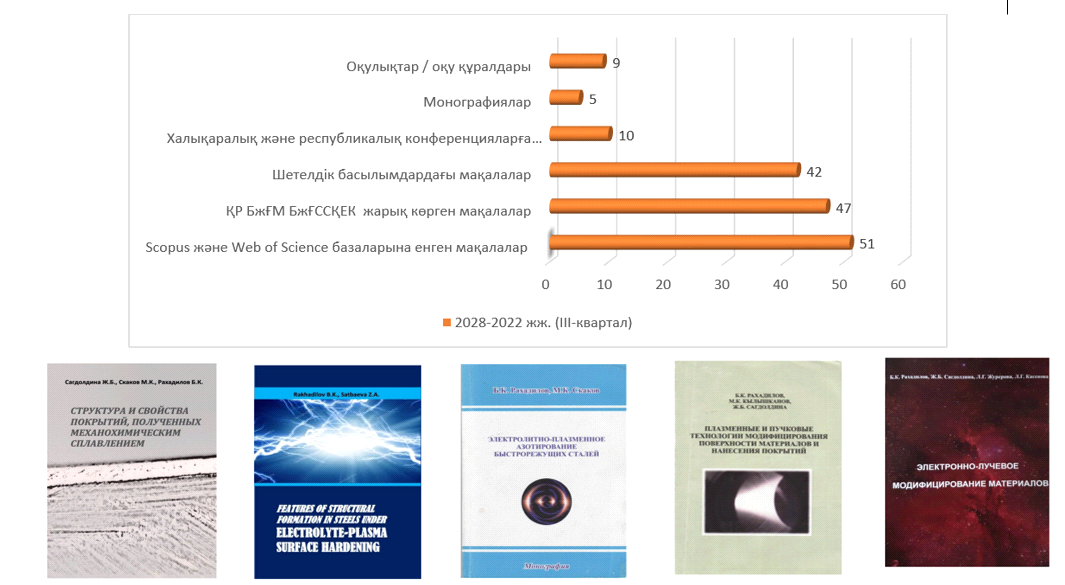 Оқулықтар / оқу құралдары
9
Монографиялар
5
Халықаралық және республикалық конференцияларға...
10
Шетелдік басылымдардағы мақалалар
42
ҚР БжҒМ БжҒССҚЕК жарық көрген мақалалар
47
Scopus және Web of Science базаларына енген мақалалар
51
0 10 20 30 40 50 60
2028-2022 жж. (III-квартал)
Сагдолдина Ж.Б., Скаков М.К., Рахадилов Б.К.
СТРУКТУРА И СВОЙСТВА
ПОКРЫТИЙ, ПОЛУЧЕННЫХ
МЕХАНОХИМИЧЕСКИМ
СПЛАВЛЕНИЕМ
Rakhadilov B.K., Satbaeva Z.A.
FEATURES OF STRUCTURAL
FORMATION IN STEELS UNDER
ELECTROLYTE-PLASMA
SURFACE HARDENING
Б.К. Рахадилов, М.К. Скаков
ЭЛЕКТРОЛИТНО-ПЛАЗМЕННОЕ
АЗОТИРОВАНИЕ
БЫСТРОРЕЖУЩИХ СТАЛЕЙ
Монография
Б.К. РАХАДИЛОВ,
М.К. КЫЛЫШКАНОВ,
Ж.Б. САГДОЛДИНА
ПЛАЗМЕННЫЕ И ПУЧКОВЫЕ
ТЕХНОЛОГИИ МОДИФИЦИРОВАНИЯ
ПОВЕРХНОСТИ МАТЕРИАЛОВ И
НАНЕСЕНИЯ ПОКРЫТИЙ
Б.К. Рахадилов, Ж.Б. Сагдолдина, Л.Г. Журерова, Л.Г. Касенова
ЭЛЕКТРОННО-ЛУЧЕВОЕ
МОДИФИЦИРОВАНИЕ МАТЕРИАЛОВ